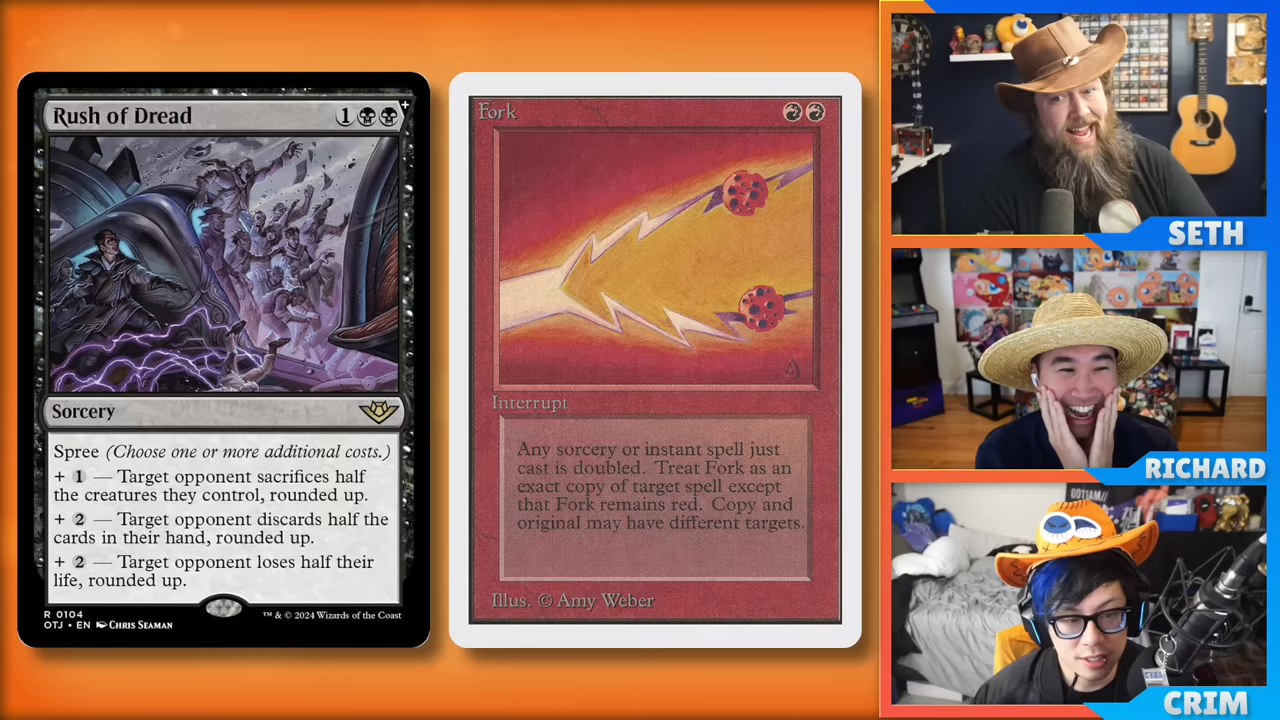 Rush of Dread 1
Sorcery
Spree (Choose one or more additional costs.)
+ 1 — Target opponent sacrifices half
the creatures they control, rounded up.
+ 2 — Target opponent discards half the
cards in their hand, rounded up.
+ 2 — Target opponent loses half their
life, rounded up.
R 0104
OTJ • EN CHRIS SEAMAN
™ & © 2024 Wizards of the Coast
Fork
Interrupt
Any sorcery or instant spell just
cast is doubled. Treat Fork as an
exact copy of target spell except
that Fork remains red. Copy and
original may have different targets.
Illus. © Amy Weber
SETH
RICHARD
CRIM